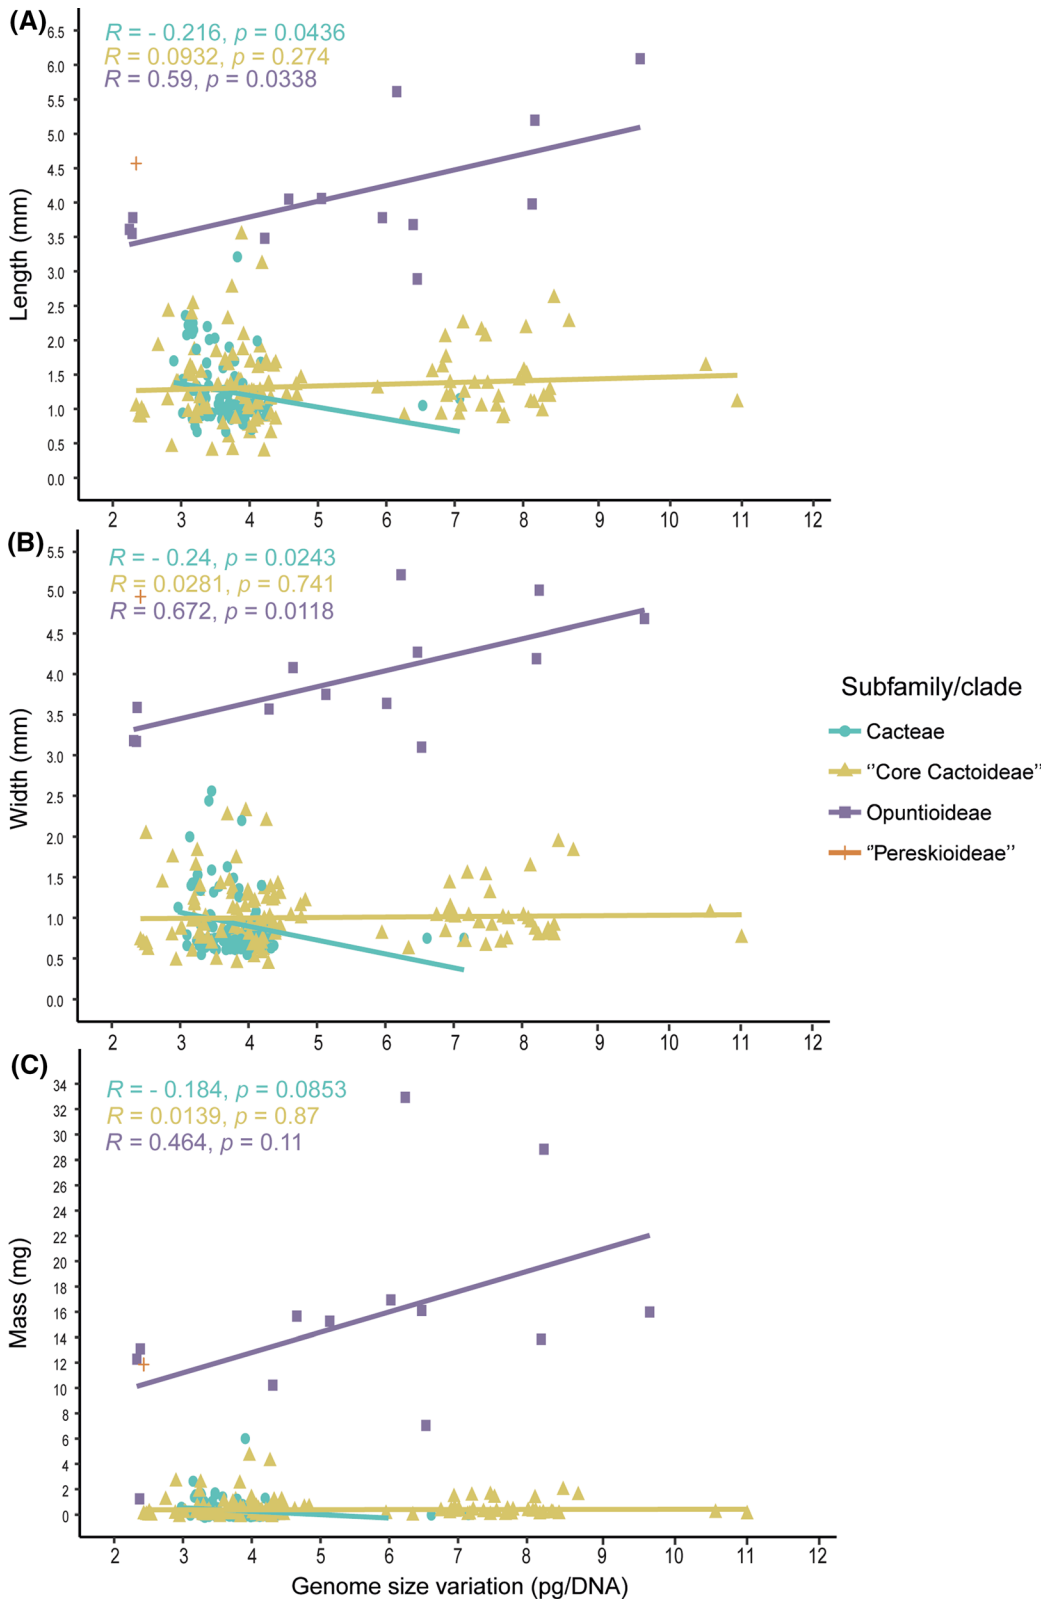 (A)
R = - 0.216, p = 0.0436
R = 0.0932, p = 0.274
R = 0.59, p = 0.0338
6.5
6.0
5.5
5.0
4.5
4.0
3.5
3.0
2.5
2.0
1.5
1.0
0.5
0.0
Length (mm)
2 3 4 5 6 7 8 9 10 11 12
(B)
R = - 0.24, p = 0.0243
R = 0.0281, p = 0.741
R = 0.672, p = 0.0118
5.5
5.0
4.5
4.0
3.5
3.0
2.5
2.0
1.5
1.0
0.5
0.0
Width (mm)
2 3 4 5 6 7 8 9 10 11 12
Subfamily/clade
Cacteae
‘’Core Cactoideae’’
Opuntioideae
‘’Pereskioideae’’
(C)
R = - 0.184, p = 0.0853
R = 0.0139, p = 0.87
R = 0.464, p = 0.11
34
32
30
28
26
24
22
20
18
16
14
12
10
8
6
4
2
0
Mass (mg)
2 3 4 5 6 7 8 9 10 11 12
Genome size variation (pg/DNA)